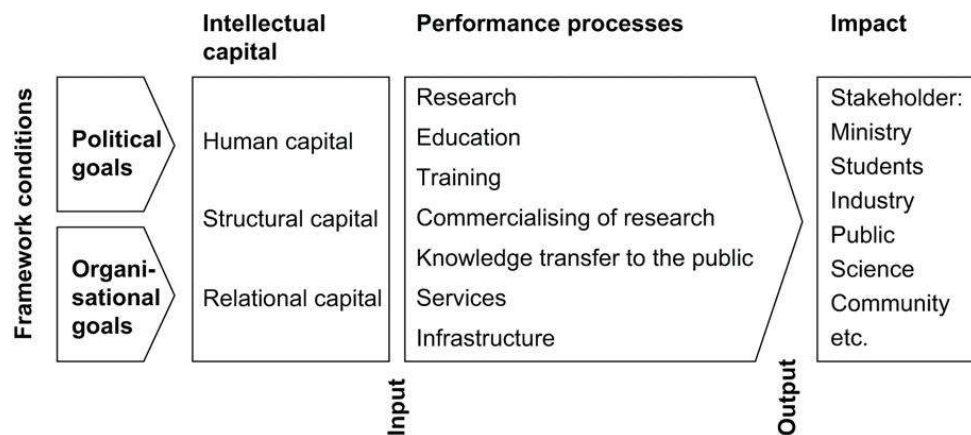 Framework conditions
Political
goals
Organi-
sational
goals
Intellectual
capital
Human capital
Structural capital
Relational capital
Input
Performance processes
Research
Education
Training
Commercialising of research
Knowledge transfer to the public
Services
Infrastructure
Output
Impact
Stakeholder:
Ministry
Students
Industry
Public
Science
Community
etc.